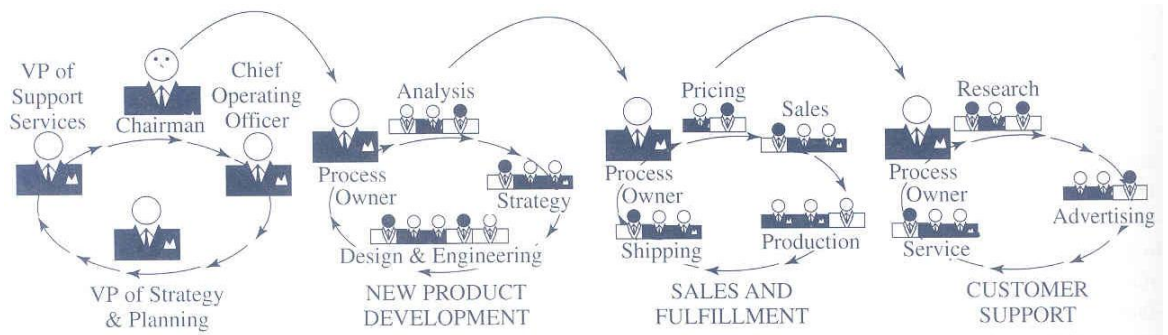 VP of
Support
Services
Chairman
Chief
Operating
Officer
VP of Strategy
& Planning
Process
Owner
Analysis
Strategy
Design & Engineering
NEW PRODUCT
DEVELOPMENT
Process
Owner
Pricing
Sales
Production
Shipping
SALES AND
FULFILLMENT
Process
Owner
Research
Advertising
Service
CUSTOMER
SUPPORT